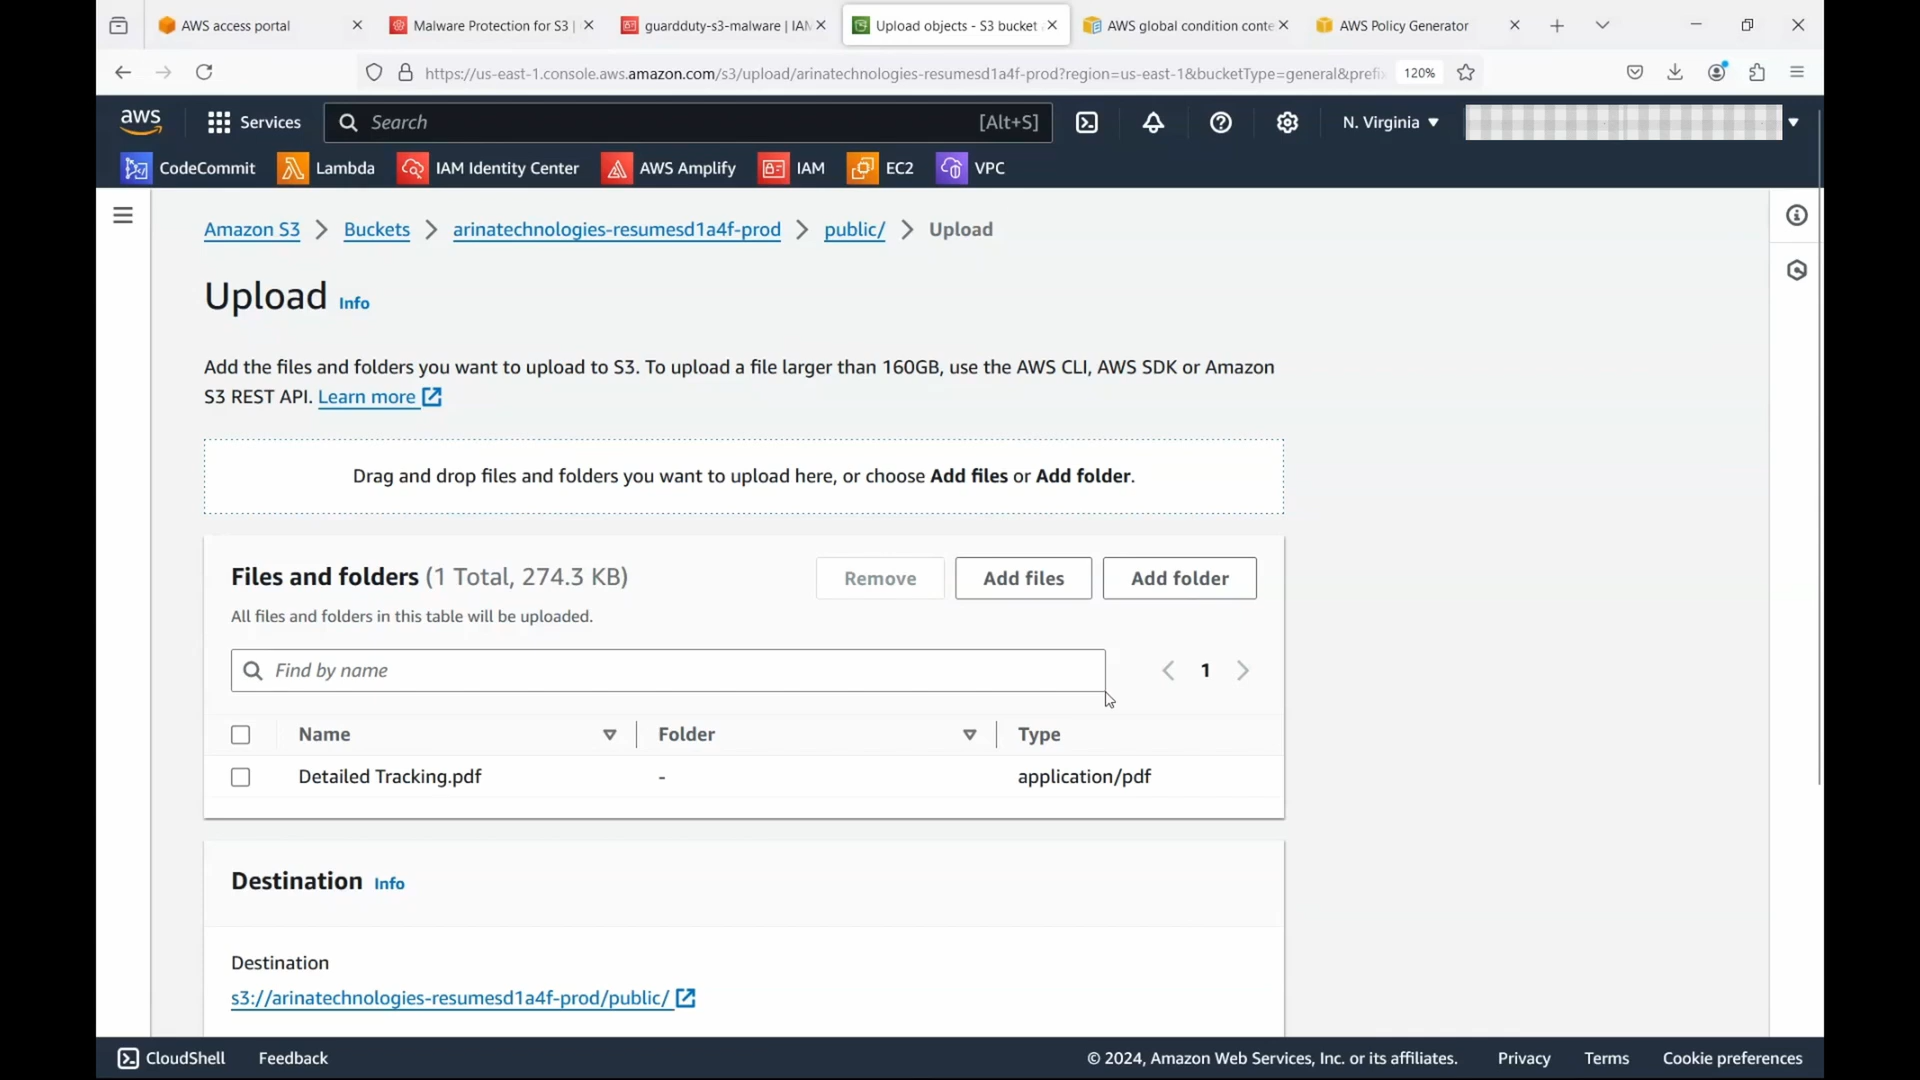 AWS access portal
Malware Protection for S3 |
guardduty-s3-malware | IAM
Upload objects - S3 bucket
AWS global condition conte
AWS Policy Generator
https://us-east-1.console.aws.amazon.com/s3/upload/arinatechnologies-resumesd1a4f-prod?region=us-east-1&bucketType=general&prefix
120%
aws
Services
Search
[Alt+S]
N. Virginia
CodeCommit
Lambda
IAM Identity Center
AWS Amplify
IAM
EC2
VPC
Amazon S3
Buckets
arinatechnologies-resumesd1a4f-prod
public/
Upload
Upload Info
Add the files and folders you want to upload to S3. To upload a file larger than 160GB, use the AWS CLI, AWS SDK or Amazon
S3 REST API. Learn more
Drag and drop files and folders you want to upload here, or choose Add files or Add folder.
Files and folders (1 Total, 274.3 KB)
Remove
Add files
Add folder
All files and folders in this table will be uploaded.
Find by name
1
Name
Folder
Type
Detailed Tracking.pdf
-
application/pdf
Destination Info
Destination
s3://arinatechnologies-resumesd1a4f-prod/public/
CloudShell
Feedback
© 2024, Amazon Web Services, Inc. or its affiliates.
Privacy
Terms
Cookie preferences